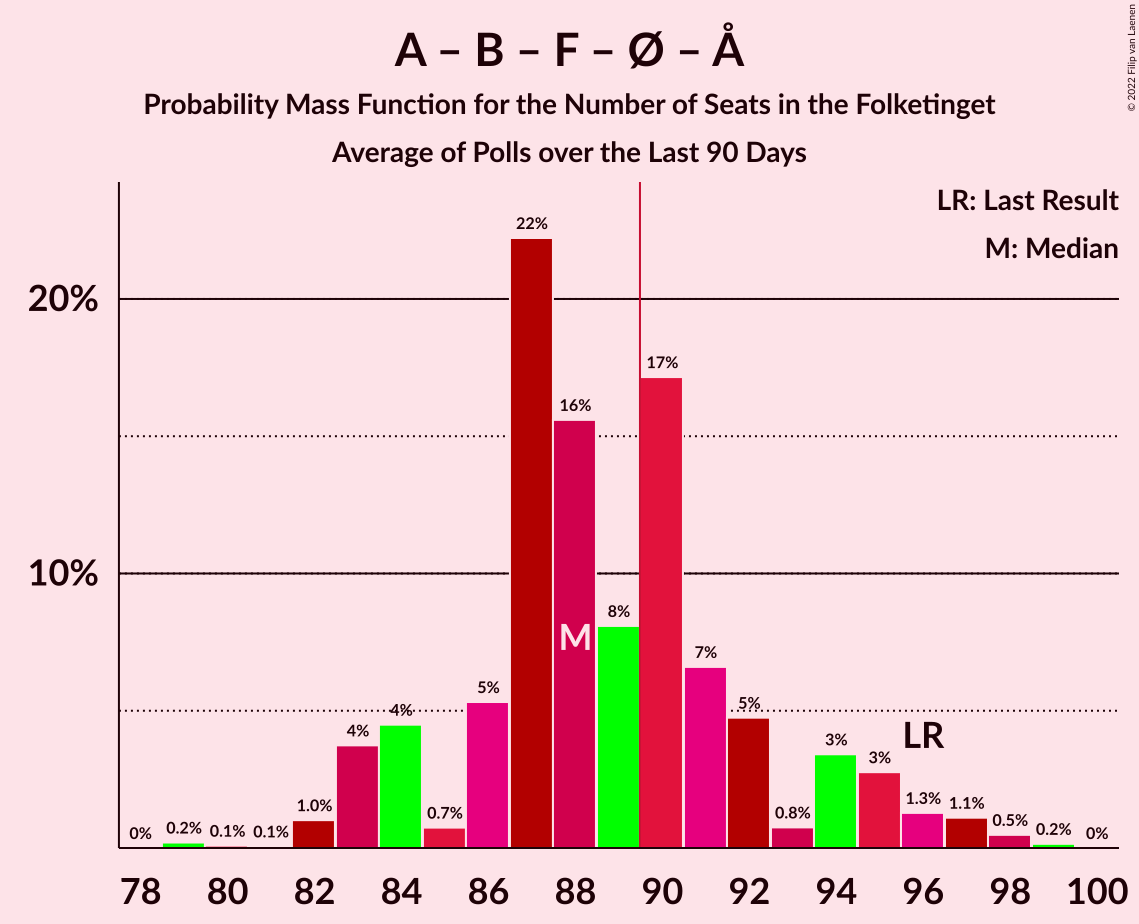 A – B – F – Ø – Å
Probability Mass Function for the Number of Seats in the Folketinget
Average of Polls over the Last 90 Days
© 2022 Filip van Laenen
LR: Last Result
M: Median
22%
20%
17%
16%
10%
8%
M
7%
5%
5%
4%
4%
LR
3%
3%
1.0%
0.7%
0.8%
1.3%
1.1%
0.5%
0%
0.2%
0.1%
0.1%
0.2%
0%
78 80 82 84 86 88 90 92 94 96 98 100